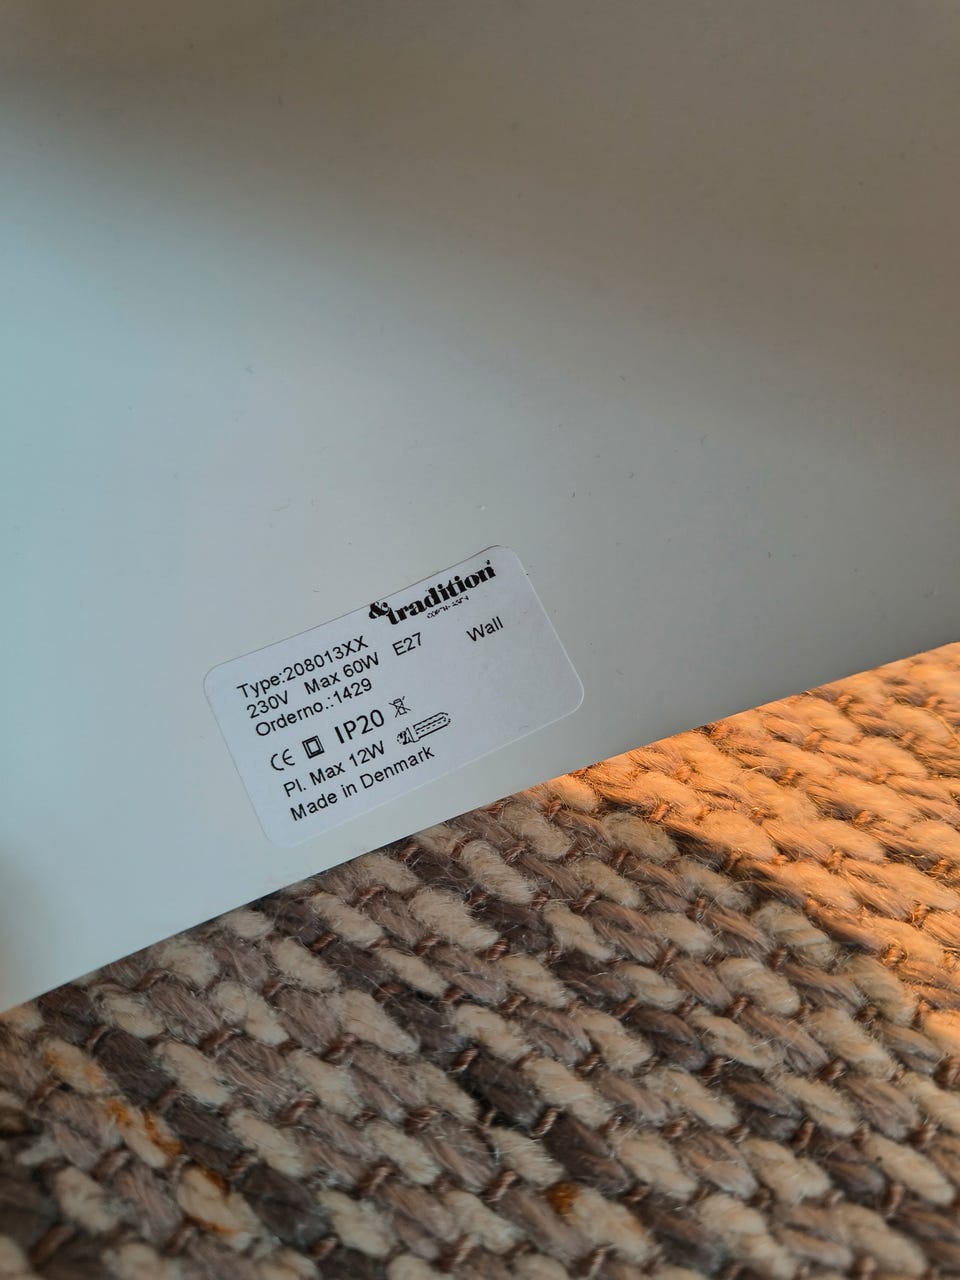 &tradition
Type:208013XX
230V Max 60W E27 Wall
Orderno.:1429
CE IP20
Pl. Max 12W
Made in Denmark